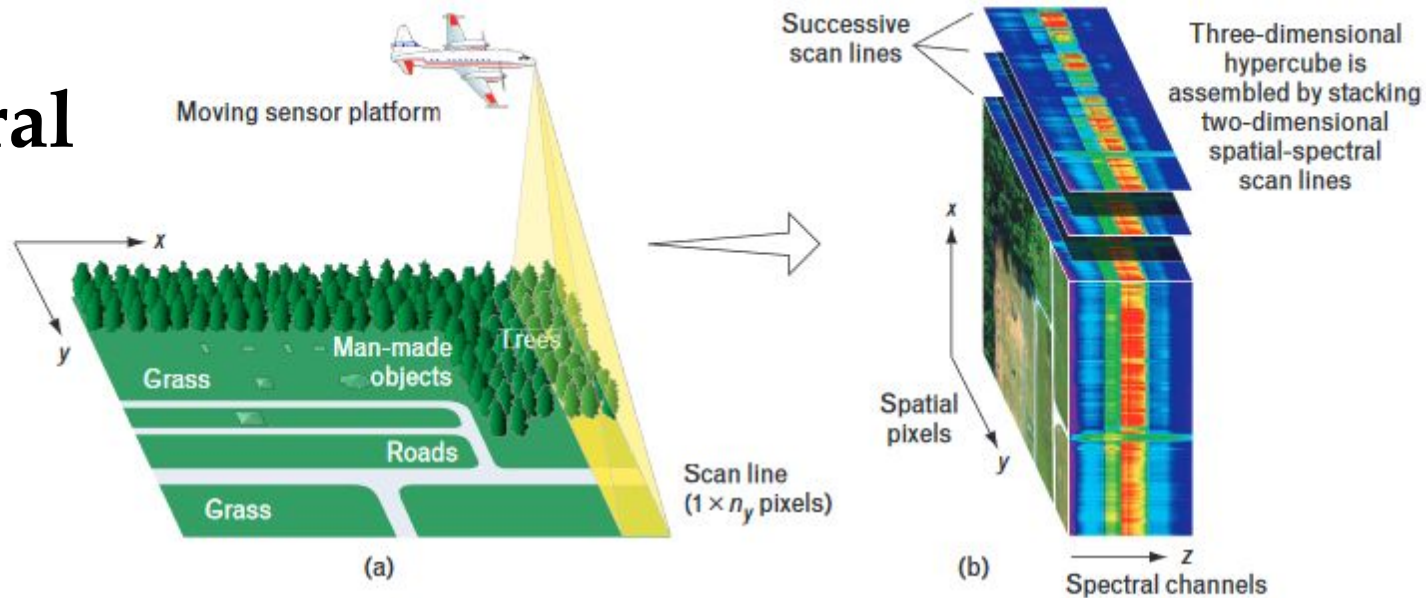 ral
Moving sensor platform
x
y
Trees
Man-made
objects
Grass
Roads
Grass
Scan line
(1 × n_y pixels)
(a)
Successive
scan lines
Three-dimensional
hypercube is
assembled by stacking
two-dimensional
spatial-spectral
scan lines
x
Spatial
pixels
y
z
Spectral channels
(b)